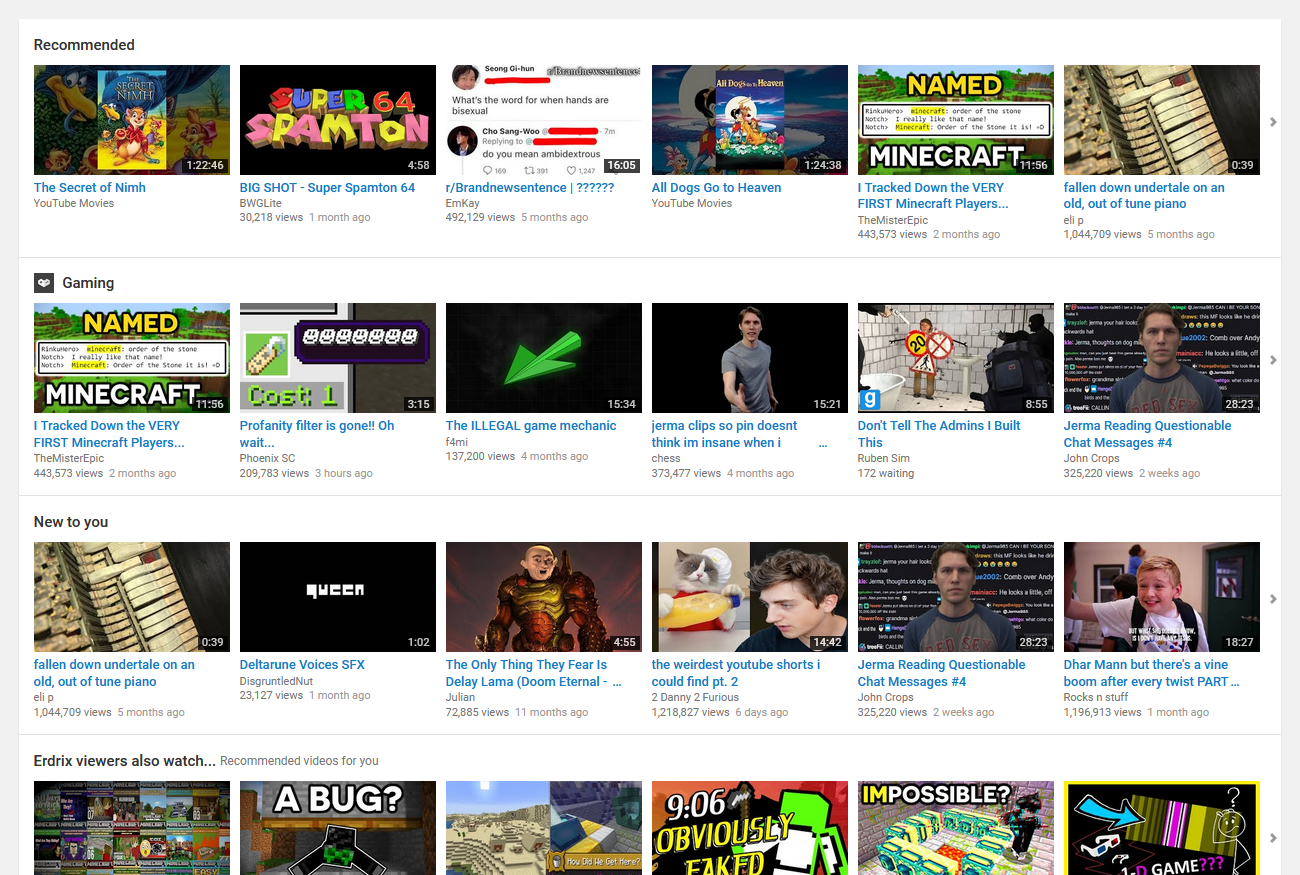 Recommended
THE
SECRET
OF
NIMH
1:22:46
SUPER 64
SPAMTON
4:58
Seong Gi-hun
r/Brandnewsentence
What's the word for when hands are
bisexual
Cho Sang-Woo @ · 7m
Replying to @
do you mean ambidextrous
169 391 1,247
16:05
All Dogs Go to Heaven
1:24:38
NAMED
RinkuHero> minecraft: order of the stone
Notch> I really like that name!
Notch> Minecraft: Order of the Stone it is! =D
MINECRAFT
11:56
0:39
The Secret of Nimh
YouTube Movies
BIG SHOT - Super Spamton 64
BWGLite
30,218 views 1 month ago
r/Brandnewsentence | ??????
EmKay
492,129 views 5 months ago
All Dogs Go to Heaven
YouTube Movies
I Tracked Down the VERY
FIRST Minecraft Players...
TheMisterEpic
443,573 views 2 months ago
fallen down undertale on an
old, out of tune piano
eli p
1,044,709 views 5 months ago
Gaming
NAMED
RinkuHero> minecraft: order of the stone
Notch> I really like that name!
Notch> Minecraft: Order of the Stone it is! =D
MINECRAFT
11:56
@@@@@@@
Cost: 1
3:15
15:34
15:21
20
8:55
28:23
I Tracked Down the VERY
FIRST Minecraft Players...
TheMisterEpic
443,573 views 2 months ago
Profanity filter is gone!! Oh
wait...
Phoenix SC
209,783 views 3 hours ago
The ILLEGAL game mechanic
f4mi
137,200 views 4 months ago
jerma clips so pin doesnt
think im insane when i ...
chess
373,477 views 4 months ago
Don't Tell The Admins I Built
This
Ruben Sim
172 waiting
Jerma Reading Questionable
Chat Messages #4
John Crops
325,220 views 2 weeks ago
New to you
0:39
queen
1:02
4:55
14:42
ue2002: Comb over Andy
RED SEX
28:23
BUT WHAT SHE DOESN'T KNOW,
IS I DON'T HAVE ANY
18:27
fallen down undertale on an
old, out of tune piano
eli p
1,044,709 views 5 months ago
Deltarune Voices SFX
DisgruntledNut
23,127 views 1 month ago
The Only Thing They Fear Is
Delay Lama (Doom Eternal - ...
Julian
72,885 views 11 months ago
the weirdest youtube shorts i
could find pt. 2
2 Danny 2 Furious
1,218,827 views 6 days ago
Jerma Reading Questionable
Chat Messages #4
John Crops
325,220 views 2 weeks ago
Dhar Mann but there's a vine
boom after every twist PART ...
Rocks n stuff
1,196,913 views 1 month ago
Erdrix viewers also watch... Recommended videos for you
A BUG?
How Did We Get Here?
9:06
OBVIOUSLY
FAKED
IMPOSSIBLE?
?
1-D GAME???